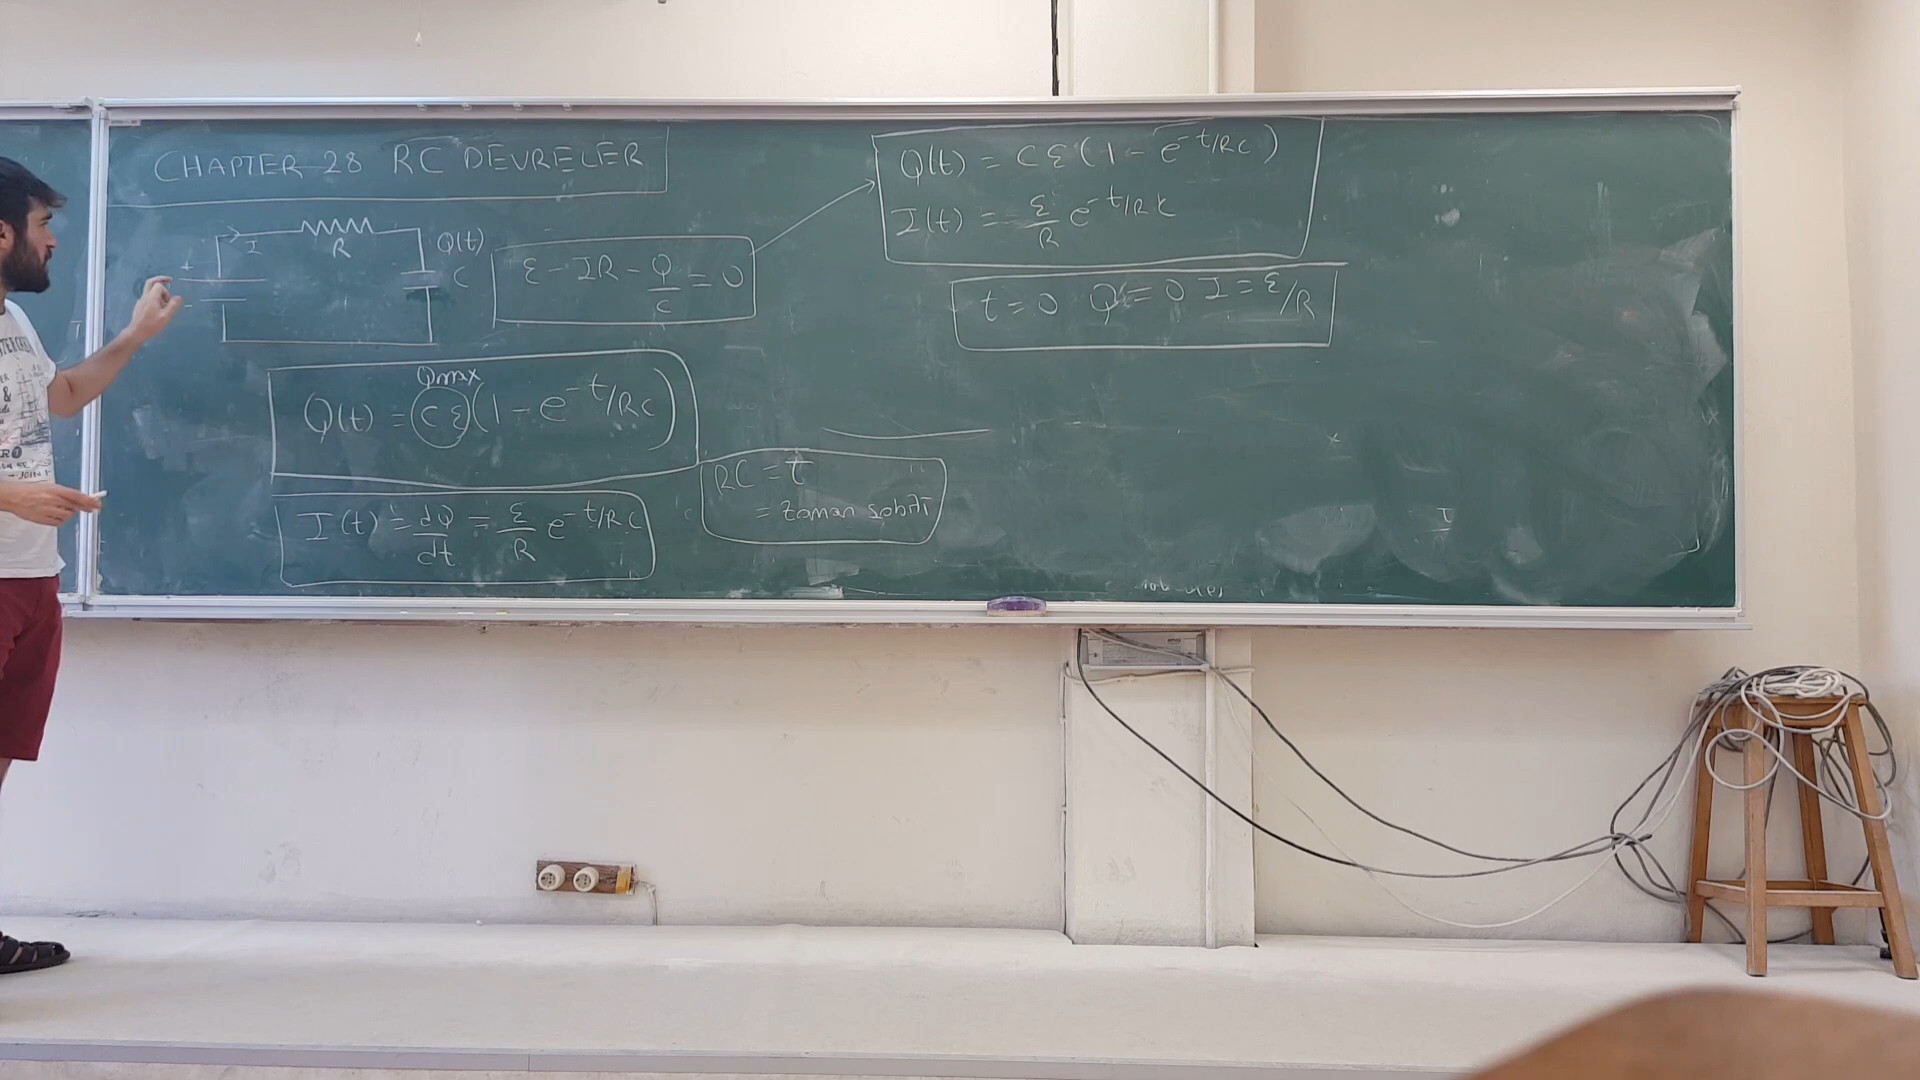 CHAPTER 28 RC DEVRELER
I
R
Q(t)
C
+
-
ε - IR - Q/C = 0
Q(t) = Cε(1 - e^-t/RC)
I(t) = ε/R e^-t/RC
t=0 Q=0 I=ε/R
Qmax
Q(t) = Cε(1 - e^-t/RC)
I(t) = dQ/dt = ε/R e^-t/RC
RC = t
= Zaman sabiti